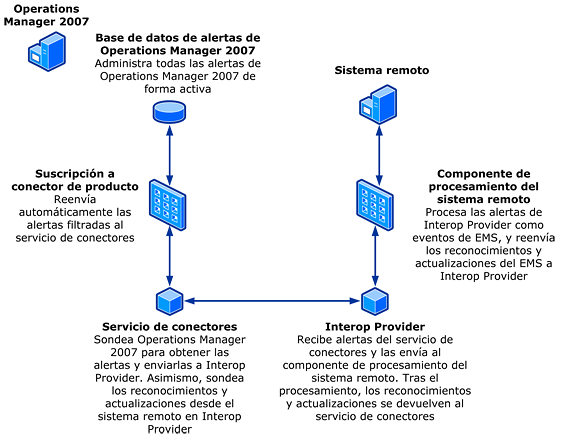 Operations
Manager 2007
Base de datos de alertas de
Operations Manager 2007
Administra todas las alertas de
Operations Manager 2007 de
forma activa
Sistema remoto
Suscripción a
conector de producto
Reenvía
automáticamente las
alertas filtradas al
servicio de conectores
Componente de
procesamiento del
sistema remoto
Procesa las alertas de
Interop Provider como
eventos de EMS, y reenvía
los reconocimientos y
actualizaciones del EMS a
Interop Provider
Servicio de conectores
Sondea Operations Manager
2007 para obtener las
alertas y enviarlas a Interop
Provider. Asimismo, sondea
los reconocimientos y
actualizaciones desde el
sistema remoto en Interop
Provider
Interop Provider
Recibe alertas del servicio de
conectores y las envía al
componente de procesamiento del
sistema remoto. Tras el
procesamiento, los reconocimientos
y actualizaciones se devuelven al
servicio de conectores